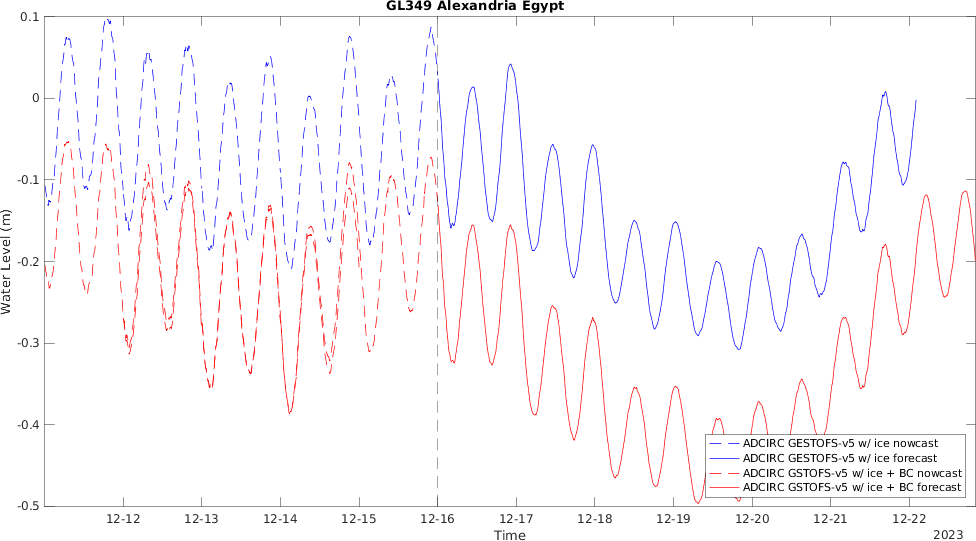 GL349 Alexandria Egypt
0.1
0
-0.1
-0.2
-0.3
-0.4
-0.5
Water Level (m)
ADCIRC GESTOFS-v5 w/ ice nowcast
ADCIRC GESTOFS-v5 w/ ice forecast
ADCIRC GSTOFS-v5 w/ ice + BC nowcast
ADCIRC GSTOFS-v5 w/ ice + BC forecast
12-12 12-13 12-14 12-15 12-16 12-17 12-18 12-19 12-20 12-21 12-22
Time
2023